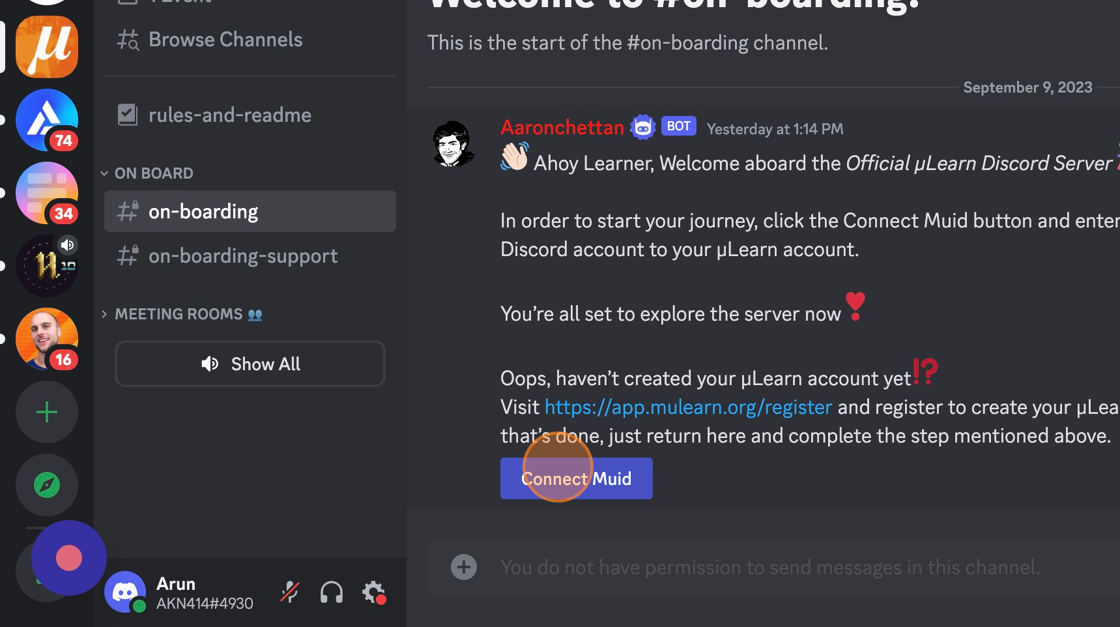 Welcome to #on-boarding!
1 Event
Browse Channels
This is the start of the #on-boarding channel.
September 9, 2023
rules-and-readme
ON BOARD
on-boarding
on-boarding-support
MEETING ROOMS
Show All
Aaronchettan BOT Yesterday at 1:14 PM
Ahoy Learner, Welcome aboard the Official µLearn Discord Server
In order to start your journey, click the Connect Muid button and enter
Discord account to your µLearn account.
You're all set to explore the server now
Oops, haven't created your µLearn account yet⁉
Visit https://app.mulearn.org/register and register to create your µLea
that's done, just return here and complete the step mentioned above.
Connect Muid
You do not have permission to send messages in this channel.
µ
74
34
16
Arun
AKN414#4930